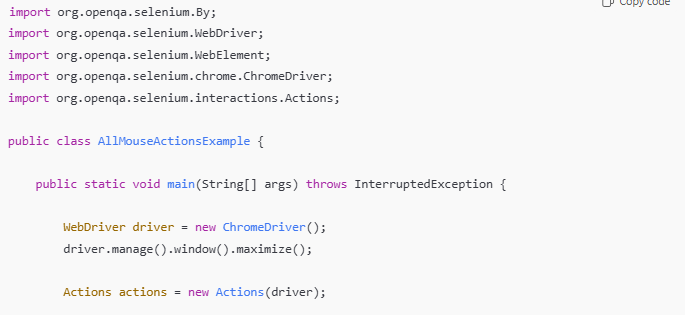 Copy code
import org.openqa.selenium.By;
import org.openqa.selenium.WebDriver;
import org.openqa.selenium.WebElement;
import org.openqa.selenium.chrome.ChromeDriver;
import org.openqa.selenium.interactions.Actions;
public class AllMouseActionsExample {
public static void main(String[] args) throws InterruptedException {
WebDriver driver = new ChromeDriver();
driver.manage().window().maximize();
Actions actions = new Actions(driver);